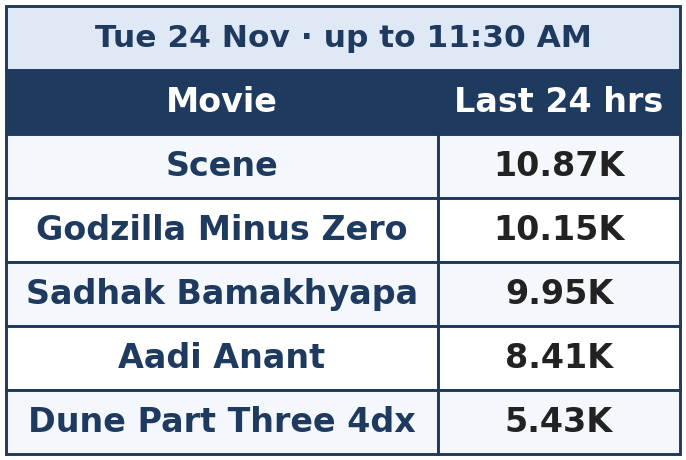 Tue 24 Nov · up to 11:30 AM
Movie Last 24 hrs
Scene 10.87K
Godzilla Minus Zero 10.15K
Sadhak Bamakhyapa 9.95K
Aadi Anant 8.41K
Dune Part Three 4dx 5.43K